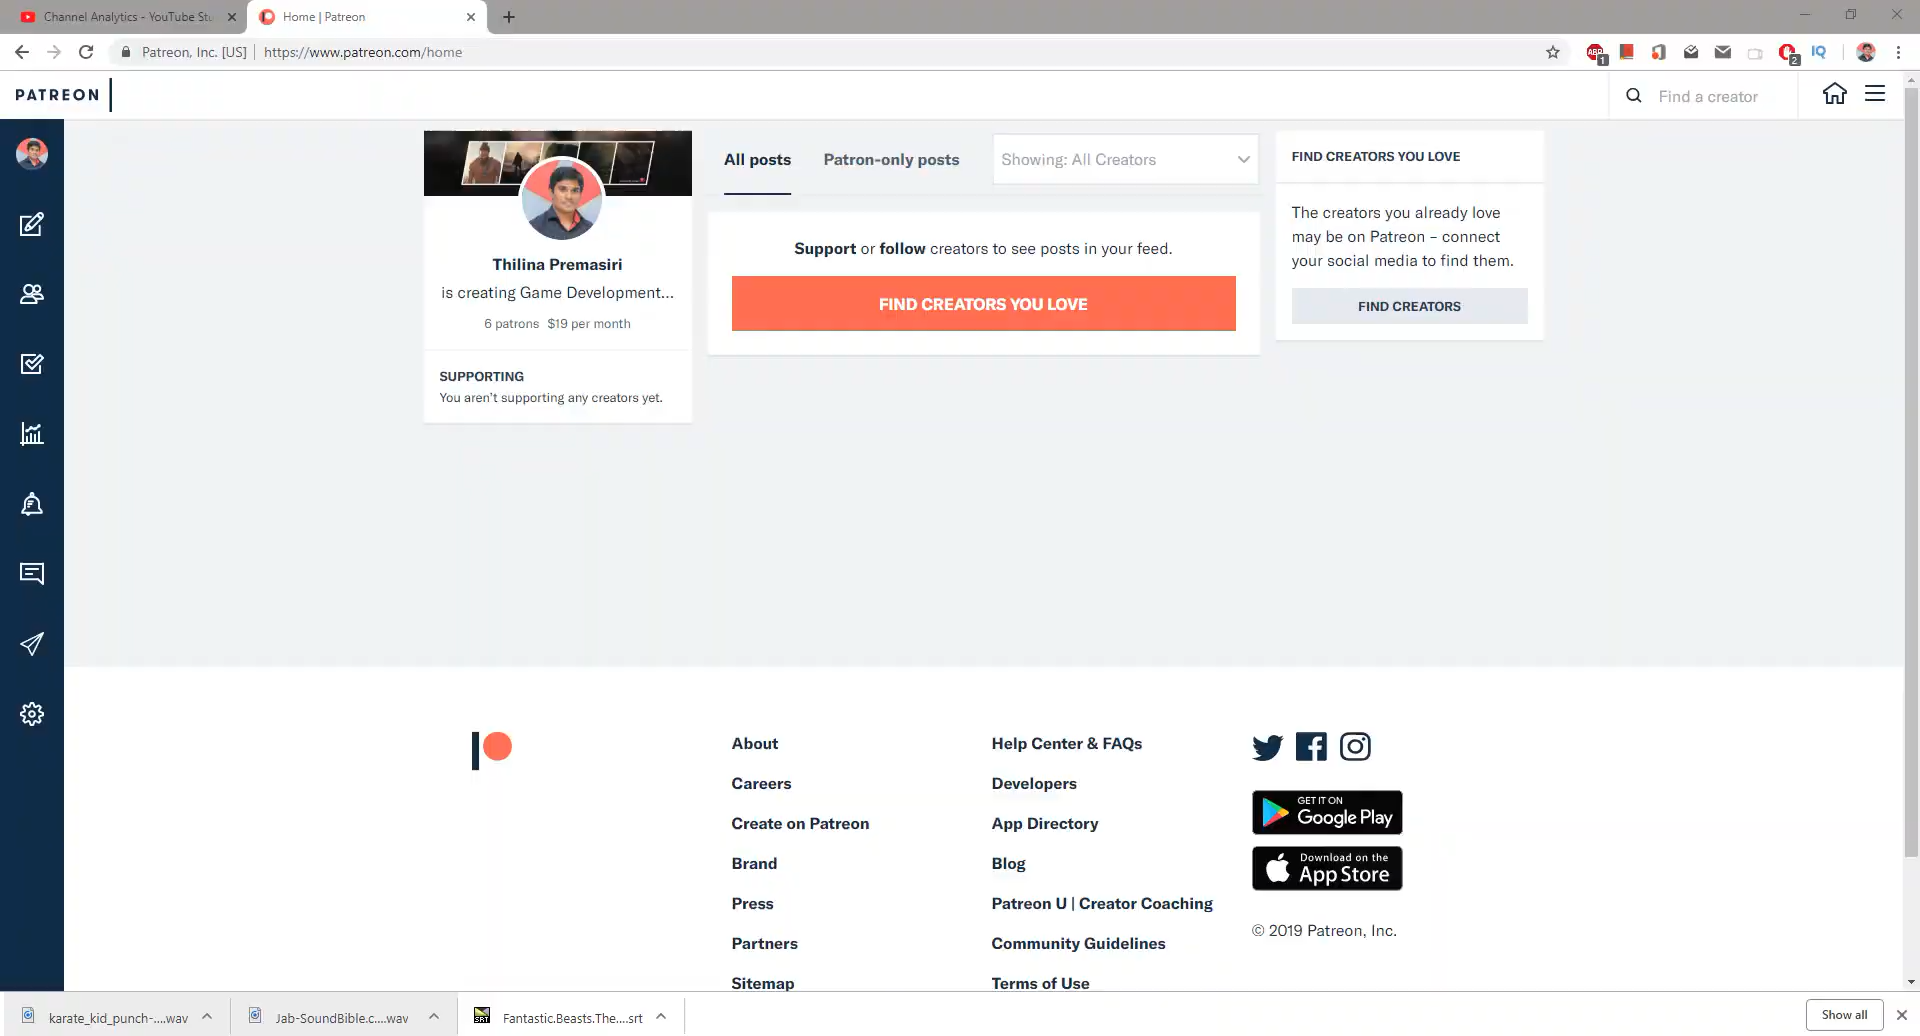 Channel Analytics - YouTube Stu
Home | Patreon
Patreon, Inc. [US]
https://www.patreon.com/home
ABP
1
2
IQ
PATREON
Find a creator
All posts
Patron-only posts
Showing: All Creators
FIND CREATORS YOU LOVE
The creators you already love
may be on Patreon – connect
your social media to find them.
FIND CREATORS
Support or follow creators to see posts in your feed.
FIND CREATORS YOU LOVE
Thilina Premasiri
is creating Game Development...
6 patrons $19 per month
SUPPORTING
You aren't supporting any creators yet.
About
Careers
Create on Patreon
Brand
Press
Partners
Sitemap
Help Center & FAQs
Developers
App Directory
Blog
Patreon U | Creator Coaching
Community Guidelines
Terms of Use
GET IT ON
Google Play
Download on the
App Store
© 2019 Patreon, Inc.
karate_kid_punch-....wav
Jab-SoundBible.c....wav
SRT
Fantastic.Beasts.The....srt
Show all